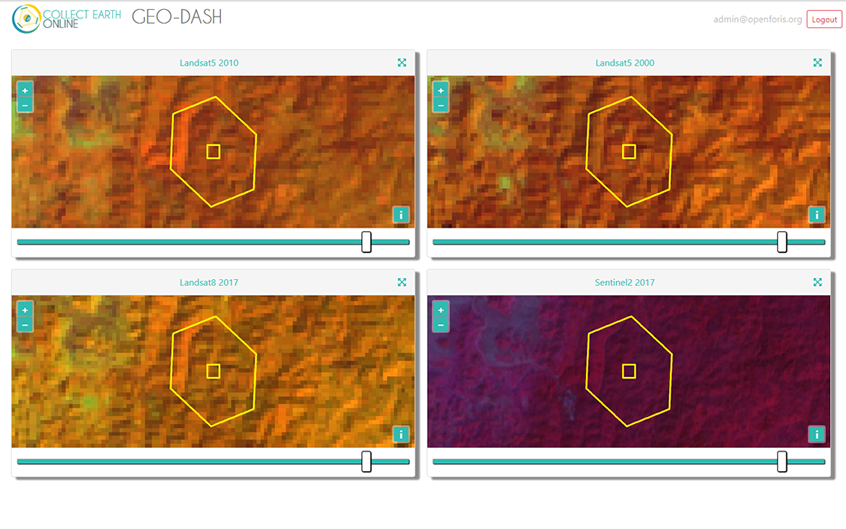 COLLECT EARTH
ONLINE
GEO-DASH
admin@openforis.org
Logout
Landsat5 2010
Landsat5 2000
+
−
i
+
−
i
Landsat8 2017
Sentinel2 2017
+
−
i
+
−
i